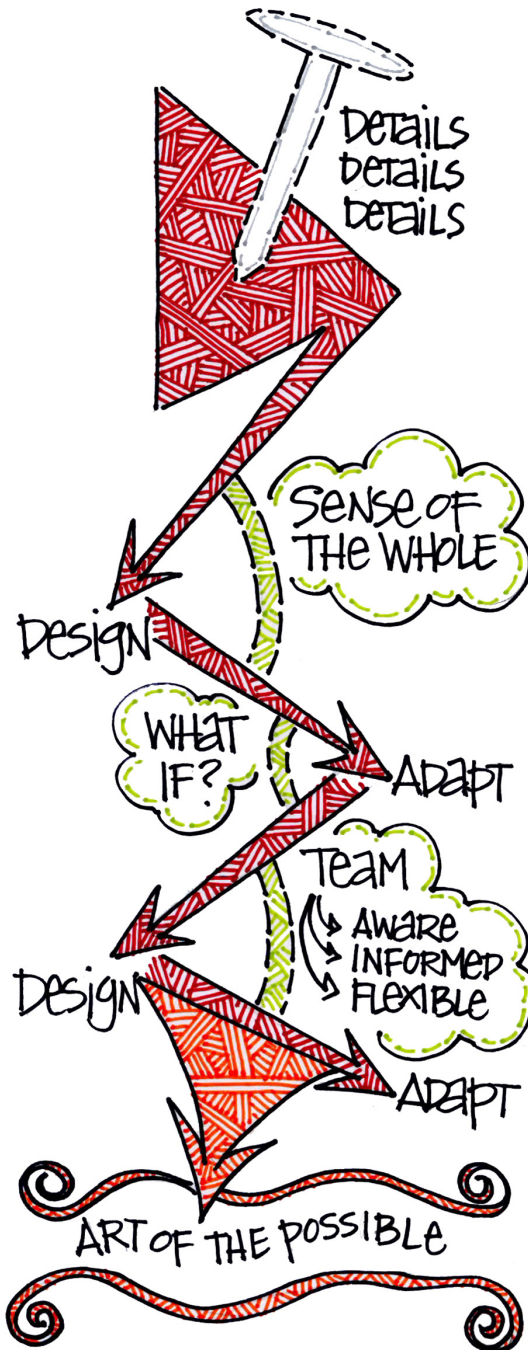 Details
Details
Details
SENSE OF
THE WHOLE
Design
WHAT
IF?
ADAPT
TEAM
AWARE
INFORMED
FLEXIBLE
Design
ADAPT
ART OF THE POSSIBLE